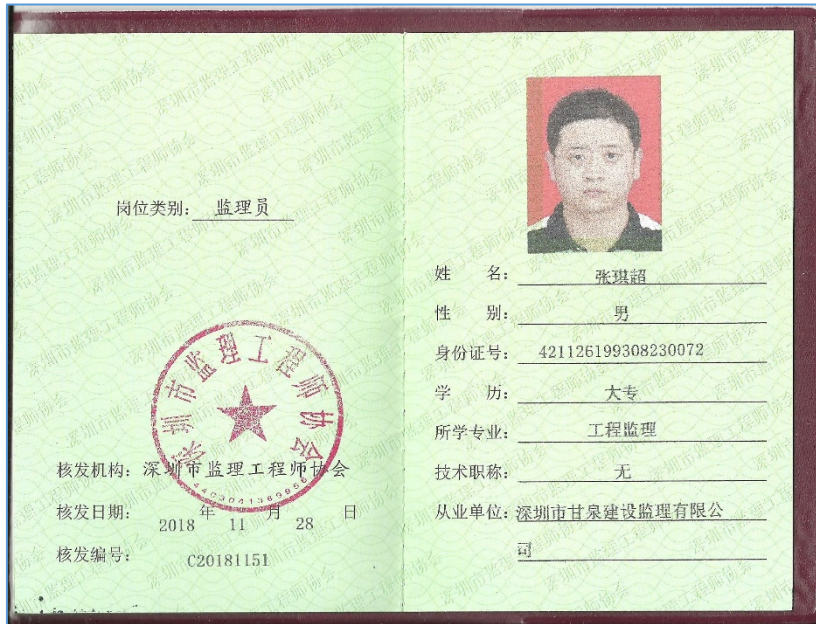 岗位类别：监理员
深圳市监理工程师协会
4403041369956
核发机构：深圳市监理工程师协会
核发日期：2018 年 11 月 28 日
核发编号：C20181151
姓 名：张琪超
性 别：男
身份证号：421126199308230072
学 历：大专
所学专业：工程监理
技术职称：无
从业单位：深圳市甘泉建设监理有限公
司